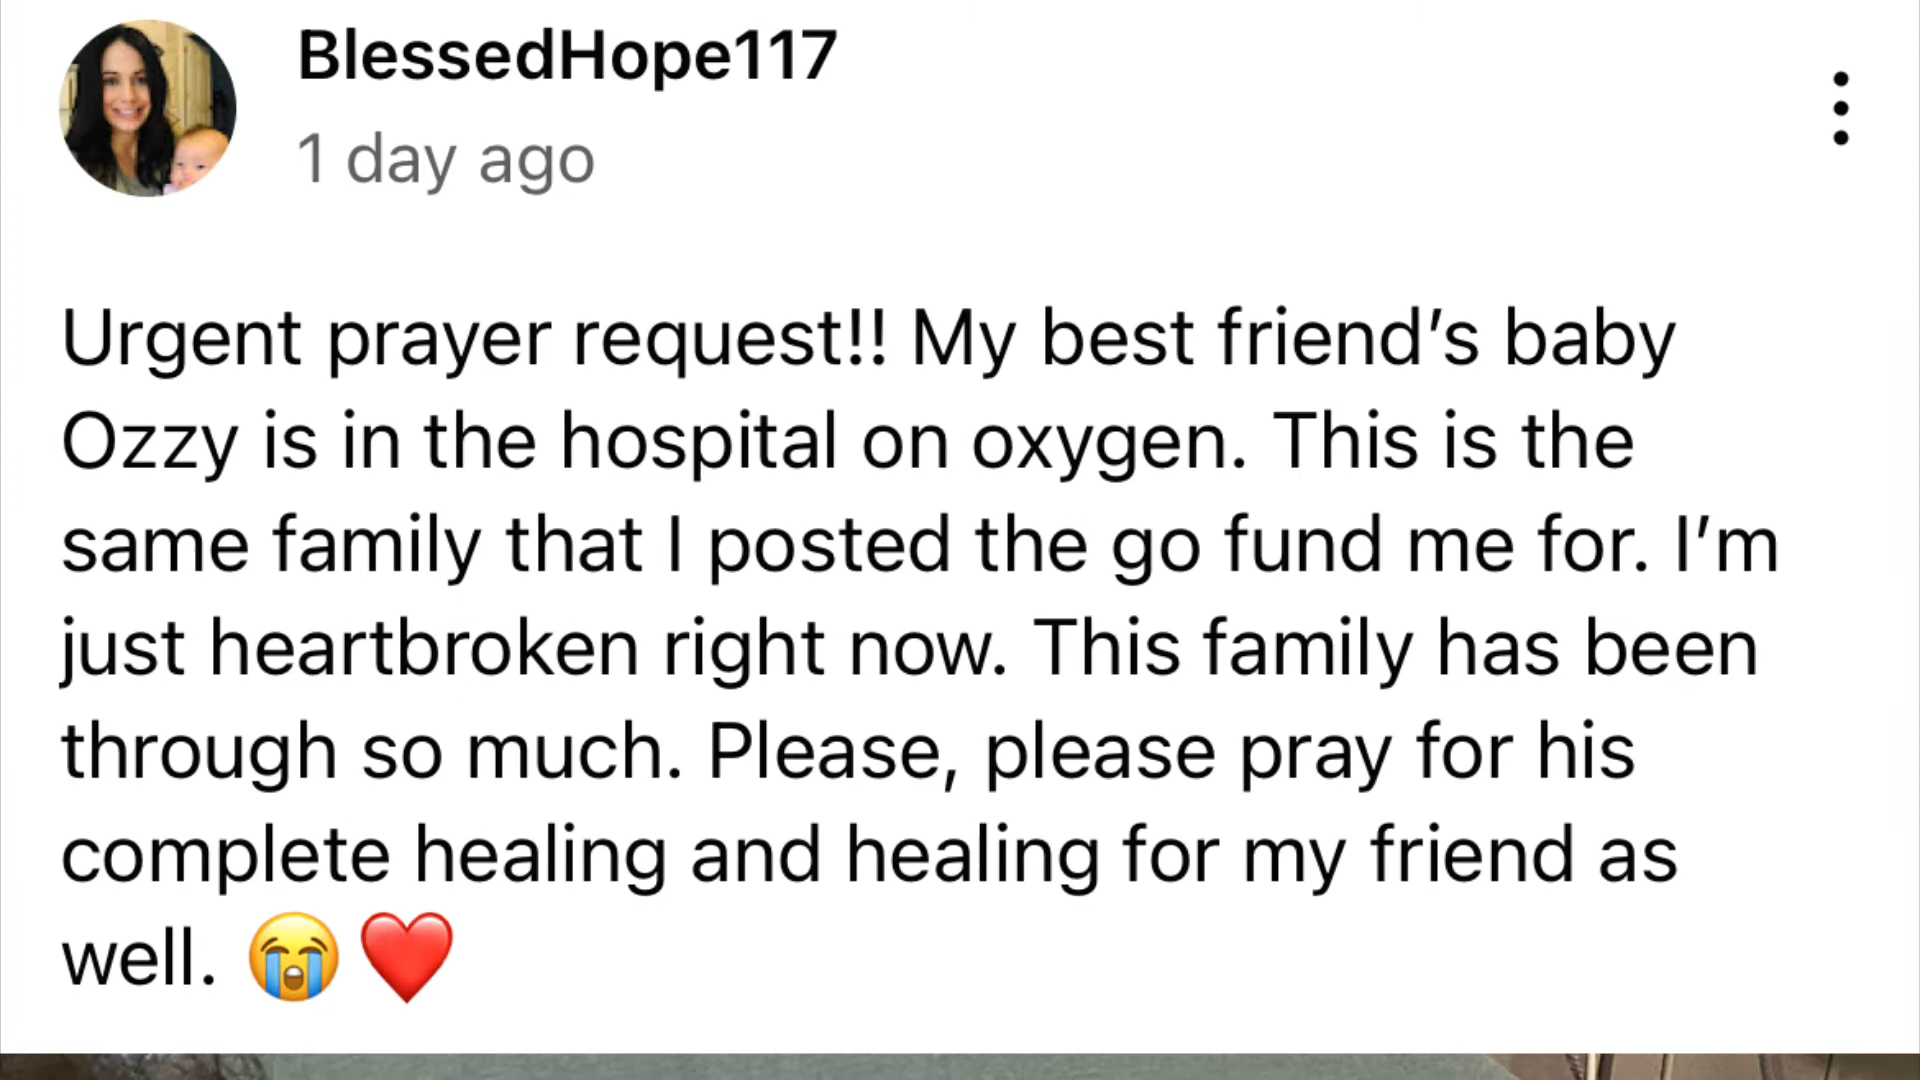 BlessedHope117
1 day ago
Urgent prayer request!! My best friend’s baby
Ozzy is in the hospital on oxygen. This is the
same family that I posted the go fund me for. I’m
just heartbroken right now. This family has been
through so much. Please, please pray for his
complete healing and healing for my friend as
well. 😭❤️